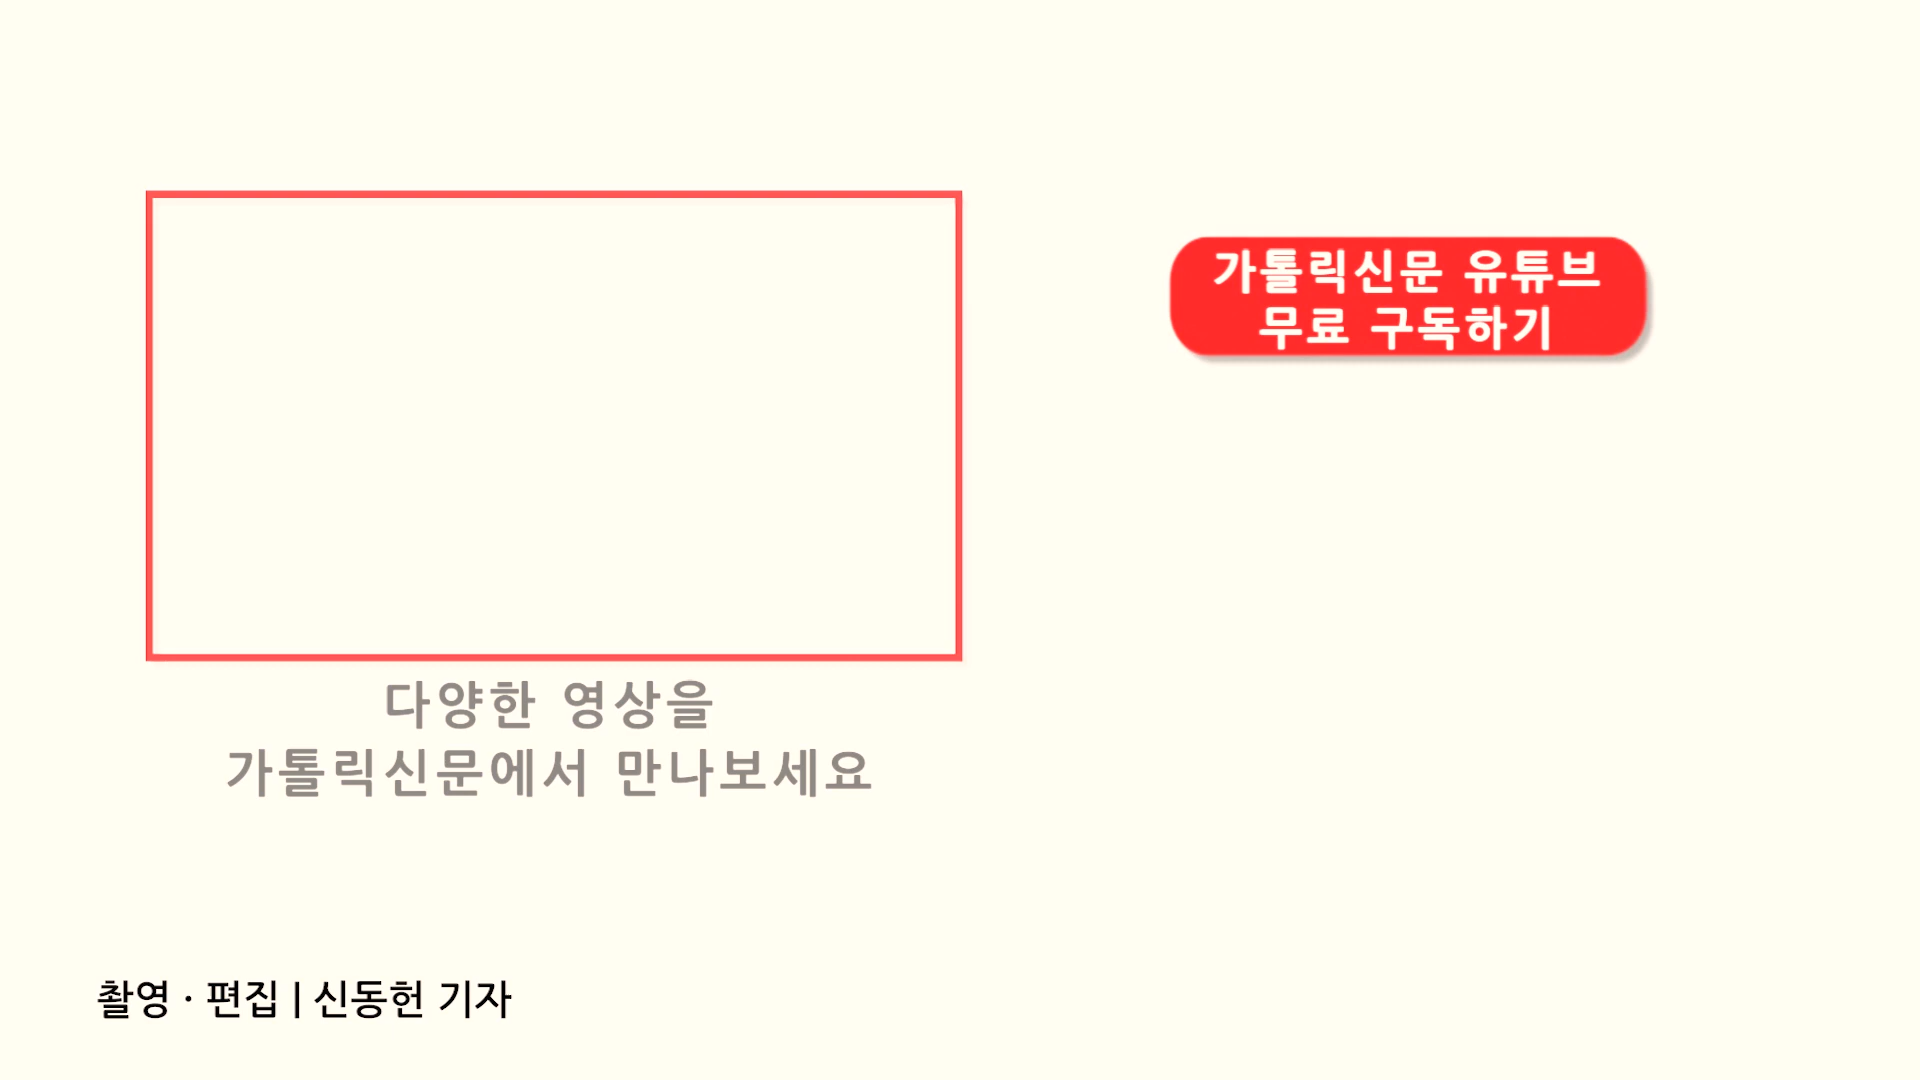 가톨릭신문 유튜브
무료 구독하기
다양한 영상을
가톨릭신문에서 만나보세요
촬영 · 편집 | 신동헌 기자